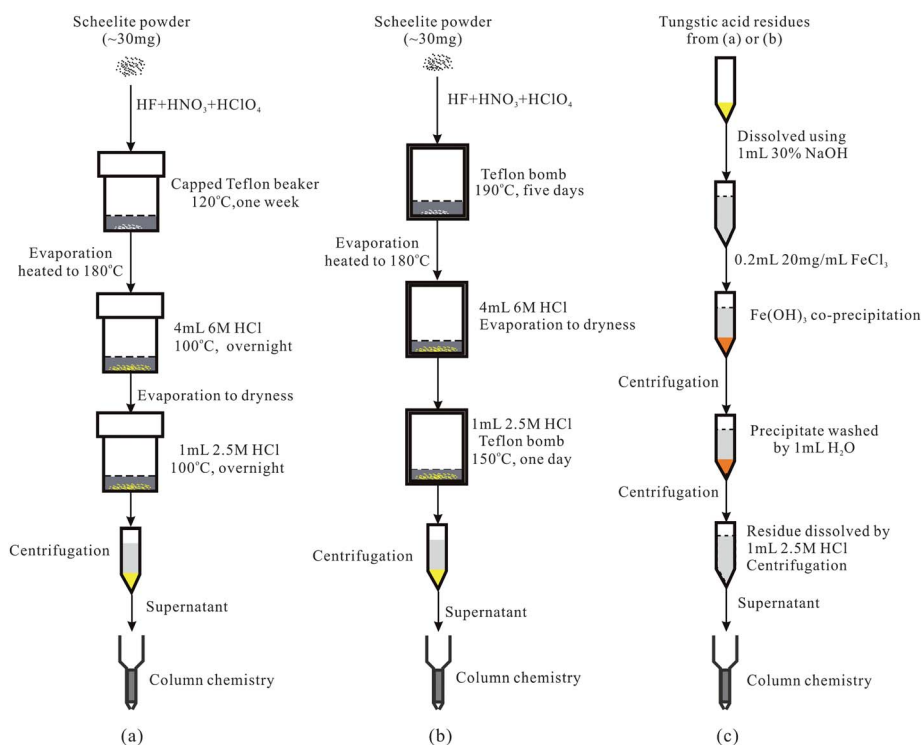 Scheelite powder
(~30mg)
HF+HNO₃+HClO₄
Capped Teflon beaker
120°C,one week
Evaporation
heated to 180°C
4mL 6M HCl
100°C, overnight
Evaporation to dryness
1mL 2.5M HCl
100°C, overnight
Centrifugation
Supernatant
Column chemistry
(a)
Scheelite powder
(~30mg)
HF+HNO₃+HClO₄
Teflon bomb
190°C, five days
Evaporation
heated to 180°C
4mL 6M HCl
Evaporation to dryness
1mL 2.5M HCl
Teflon bomb
150°C, one day
Centrifugation
Supernatant
Column chemistry
(b)
Tungstic acid residues
from (a) or (b)
Dissolved using
1mL 30% NaOH
0.2mL 20mg/mL FeCl₃
Fe(OH)₃ co-precipitation
Centrifugation
Precipitate washed
by 1mL H₂O
Centrifugation
Residue dissolved by
1mL 2.5M HCl
Centrifugation
Supernatant
Column chemistry
(c)